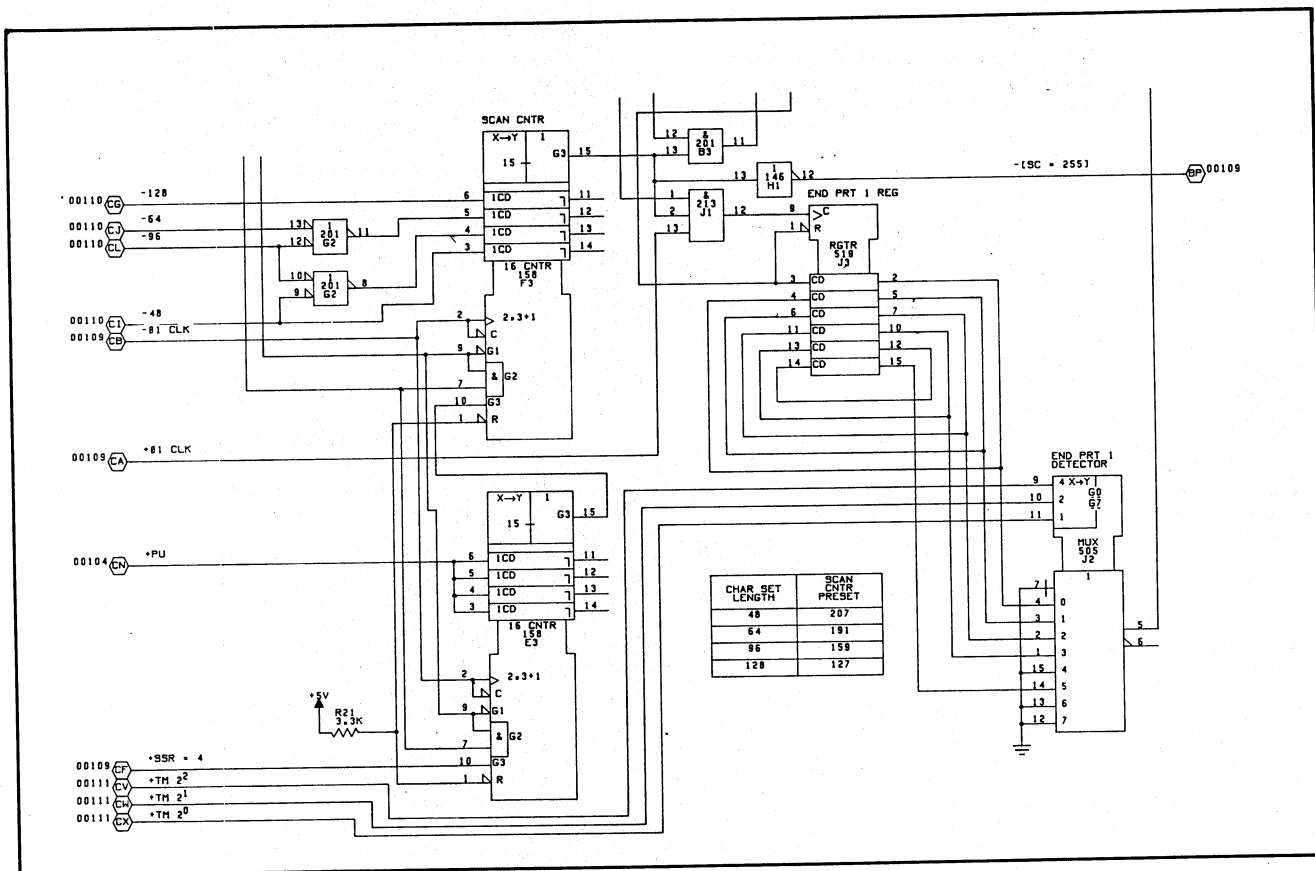 SCAN CNTR
X→Y 1
15
G3 15
12 & 11
201
13 B3
1
13 146 12
H1
-[SC = 255]
BP 00109
1 &
2 213 12
J1
13
END PRT 1 REG
9 C
1 R
RGTR
519
J3
3 CD 2
4 CD 5
6 CD 7
11 CD 10
13 CD 12
14 CD 15
00110 CG -128
00110 CJ -64
00110 CL -96
13 1 11
201
12 G2
10 1 8
201
9 G2
6 1CD 11
5 1CD 12
4 1CD 13
3 1CD 14
16 CNTR
158
F3
00110 CI -48
00109 CB -01 CLK
2 2,3+1
C
9 G1
& G2
7
10 G3
1 R
00109 CA +01 CLK
X→Y 1
15
G3 15
00104 CN +PU
6 1CD 11
5 1CD 12
4 1CD 13
3 1CD 14
16 CNTR
158
E3
2 2,3+1
C
9 G1
& G2
7
10 G3
1 R
+5V
R21
3.3K
00109 CF +SSR = 4
00111 CV +TM 2²
00111 CW +TM 2¹
00111 CX +TM 2⁰
CHAR SET LENGTH SCAN CNTR PRESET
48 207
64 191
96 159
128 127
END PRT 1
DETECTOR
9 4 X→Y
10 2 G0
G7
11 1
MUX
505
J2
1
7
4 0
3 1 5
2 2 6
1 3
15 4
14 5
13 6
12 7